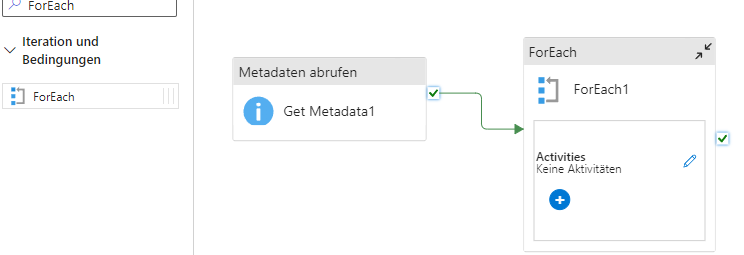 ForEach
Iteration und
Bedingungen
ForEach
Metadaten abrufen
Get Metadata1
ForEach
ForEach1
Activities
Keine Aktivitäten